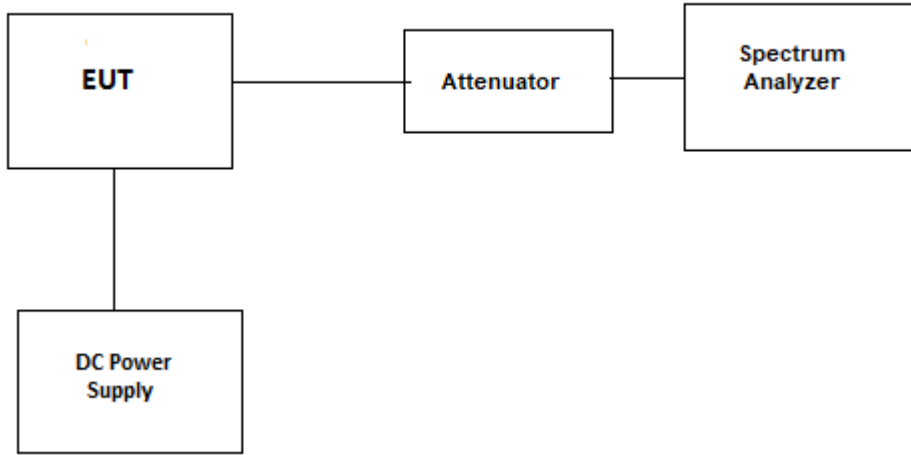 EUT
Attenuator
Spectrum
Analyzer
DC Power
Supply